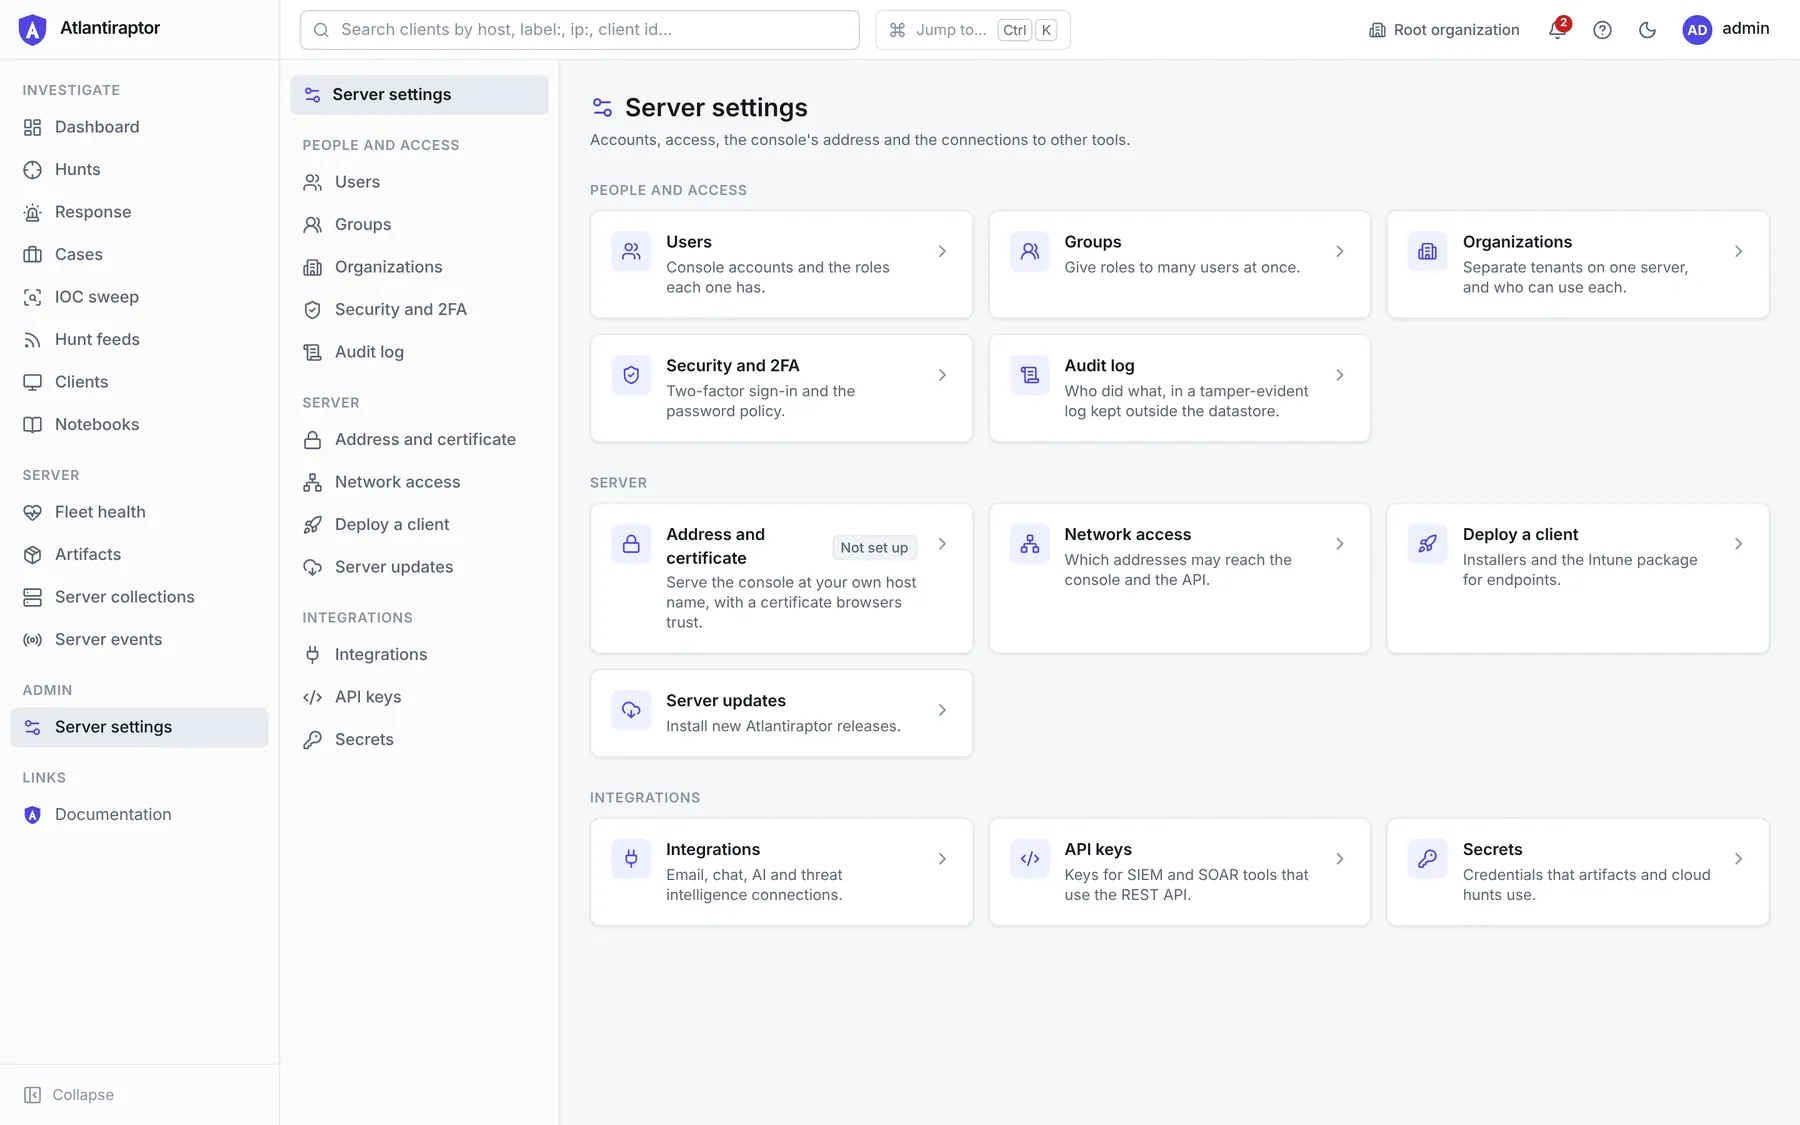 Atlantiraptor
Search clients by host, label:, ip:, client id...
Jump to...
Ctrl
K
Root organization
2
AD
admin
INVESTIGATE
Dashboard
Hunts
Response
Cases
IOC sweep
Hunt feeds
Clients
Notebooks
SERVER
Fleet health
Artifacts
Server collections
Server events
ADMIN
Server settings
LINKS
Documentation
Collapse
Server settings
PEOPLE AND ACCESS
Users
Groups
Organizations
Security and 2FA
Audit log
SERVER
Address and certificate
Network access
Deploy a client
Server updates
INTEGRATIONS
Integrations
API keys
Secrets
Server settings
Accounts, access, the console's address and the connections to other tools.
PEOPLE AND ACCESS
Users
Console accounts and the roles
each one has.
Groups
Give roles to many users at once.
Organizations
Separate tenants on one server,
and who can use each.
Security and 2FA
Two-factor sign-in and the
password policy.
Audit log
Who did what, in a tamper-evident
log kept outside the datastore.
SERVER
Address and
certificate
Not set up
Serve the console at your own host
name, with a certificate browsers
trust.
Network access
Which addresses may reach the
console and the API.
Deploy a client
Installers and the Intune package
for endpoints.
Server updates
Install new Atlantiraptor releases.
INTEGRATIONS
Integrations
Email, chat, AI and threat
intelligence connections.
API keys
Keys for SIEM and SOAR tools that
use the REST API.
Secrets
Credentials that artifacts and cloud
hunts use.